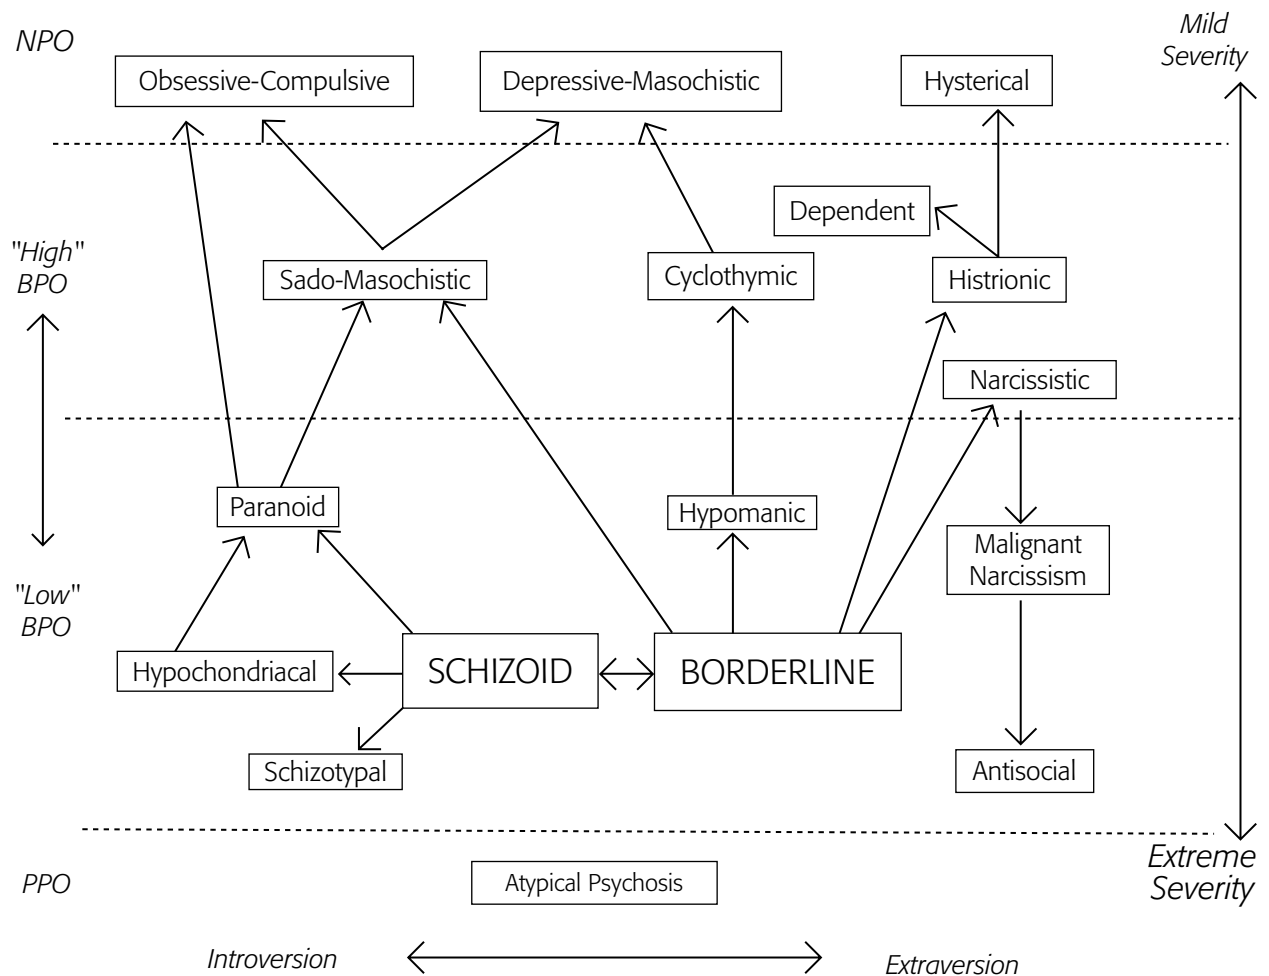 NPO
Mild
Severity
Obsessive-Compulsive
Depressive-Masochistic
Hysterical
Dependent
"High"
BPO
Sado-Masochistic
Cyclothymic
Histrionic
Narcissistic
Paranoid
Hypomanic
Malignant
Narcissism
"Low"
BPO
Hypochondriacal
SCHIZOID
BORDERLINE
Schizotypal
Antisocial
Extreme
Severity
PPO
Atypical Psychosis
Introversion
Extraversion